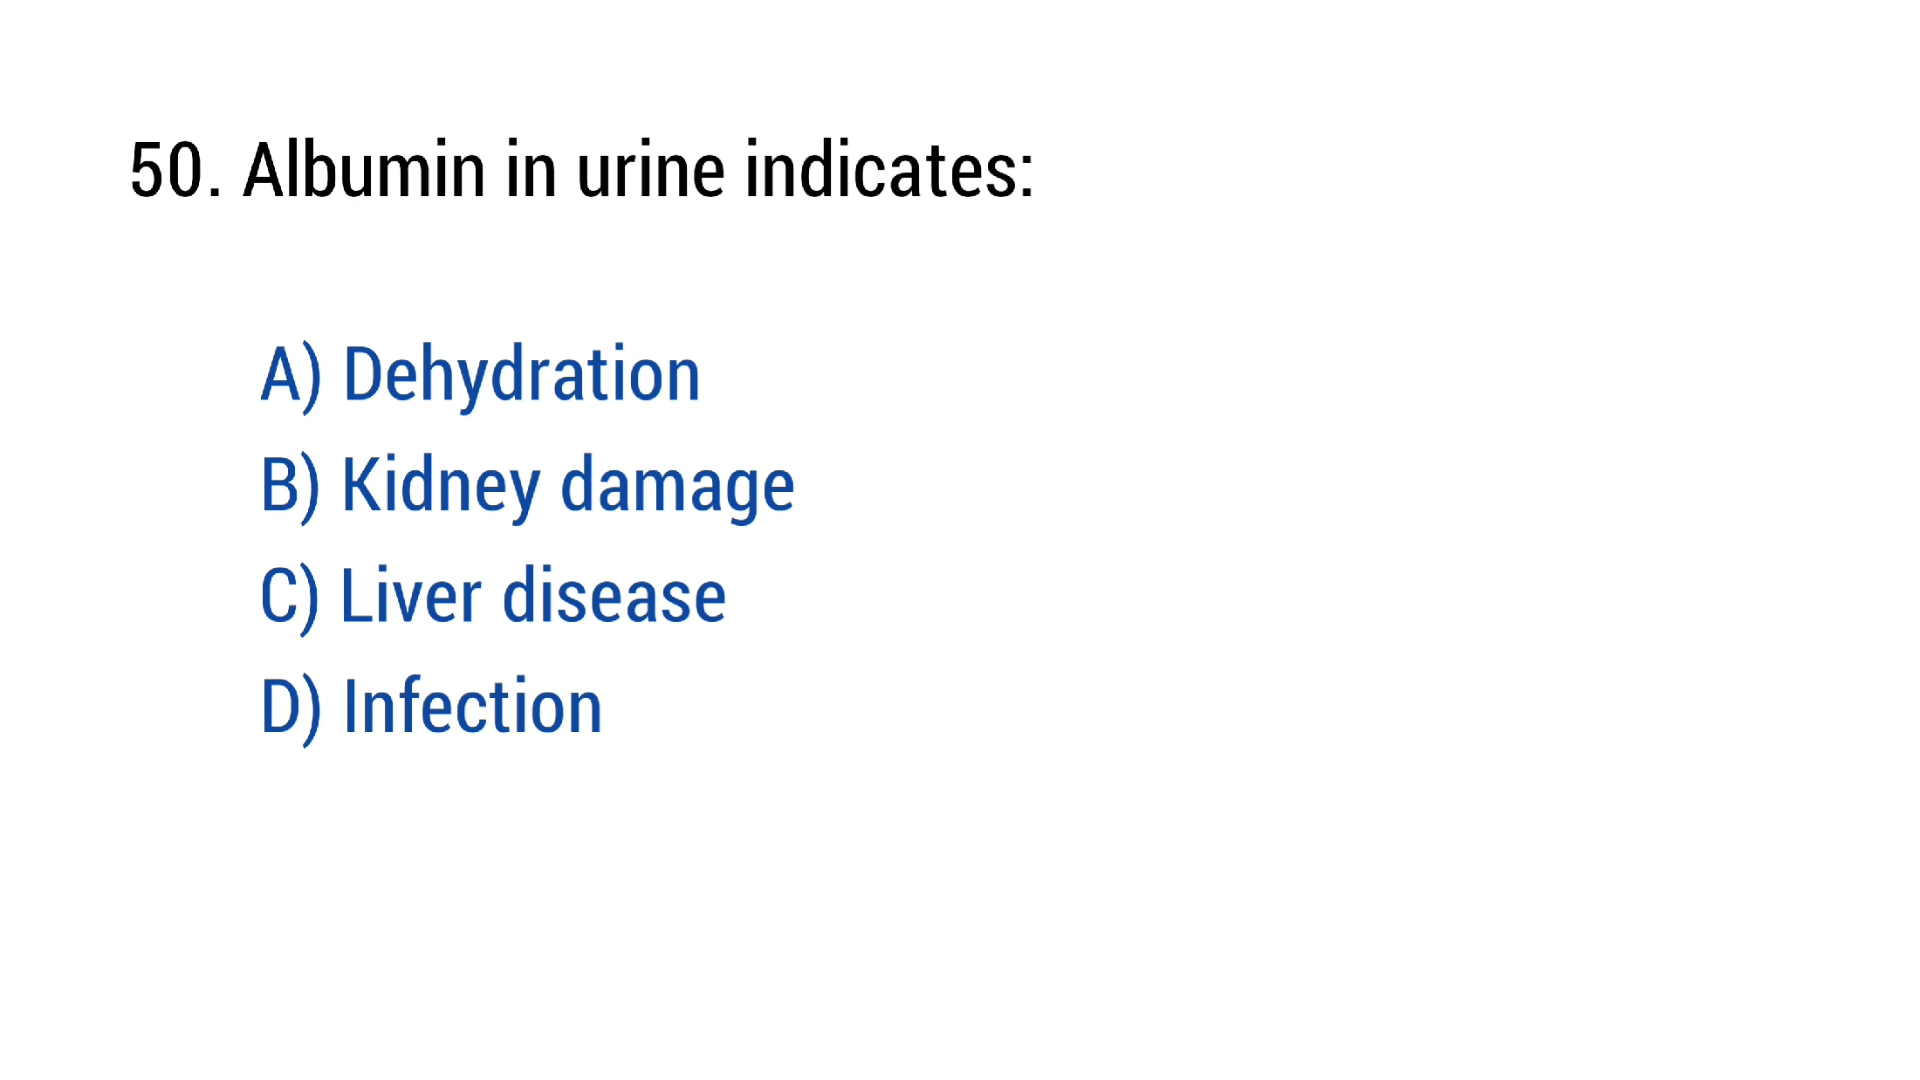 50. Albumin in urine indicates:
A) Dehydration
B) Kidney damage
C) Liver disease
D) Infection